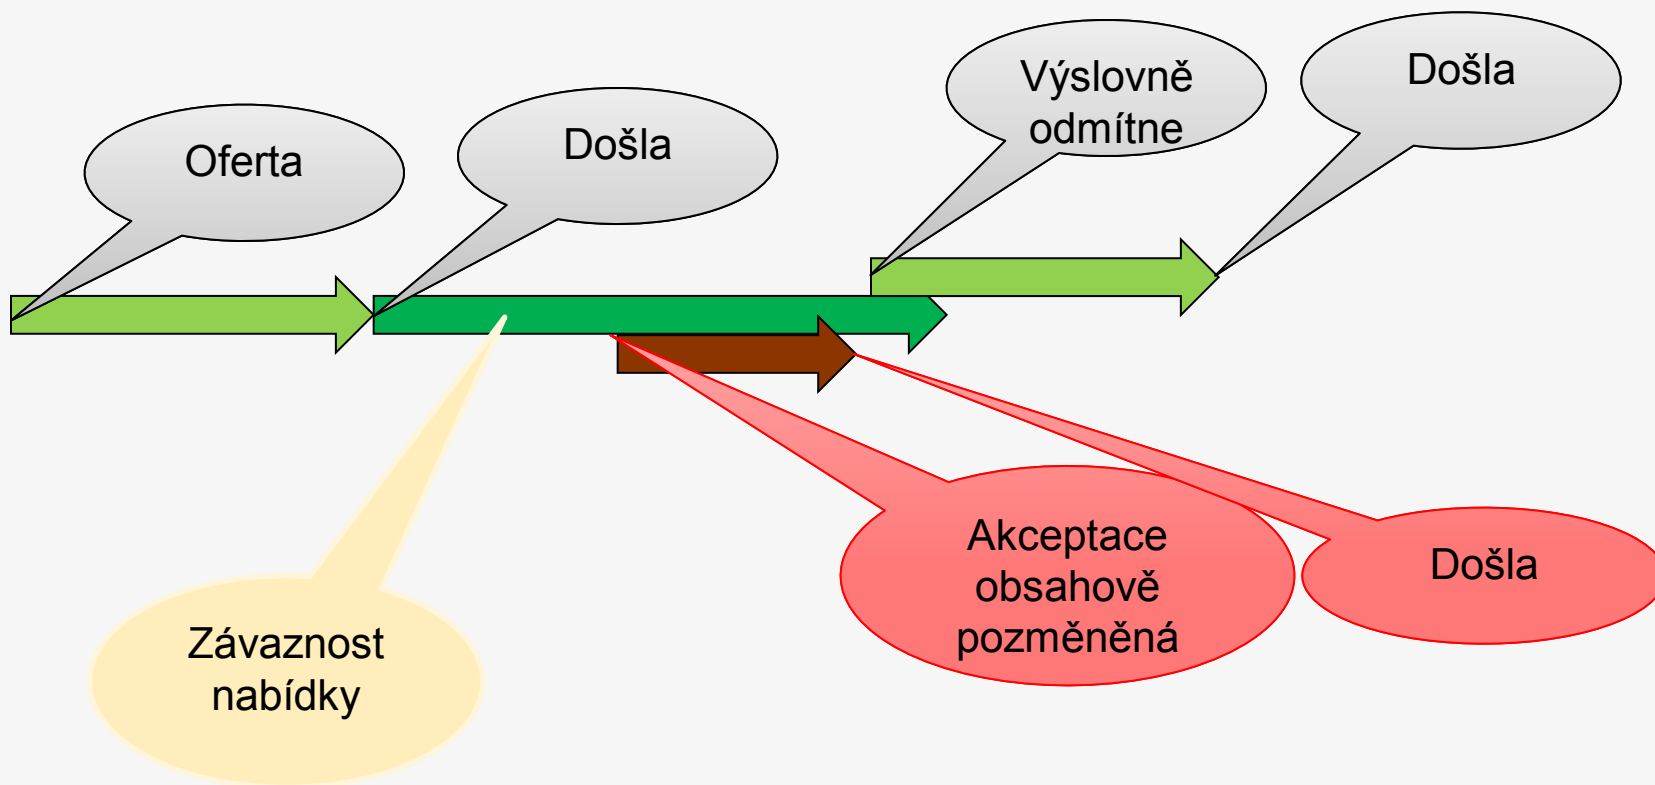 Oferta
Došla
Výslovně
odmítne
Došla
Závaznost
nabídky
Akceptace
obsahově
pozměněná
Došla